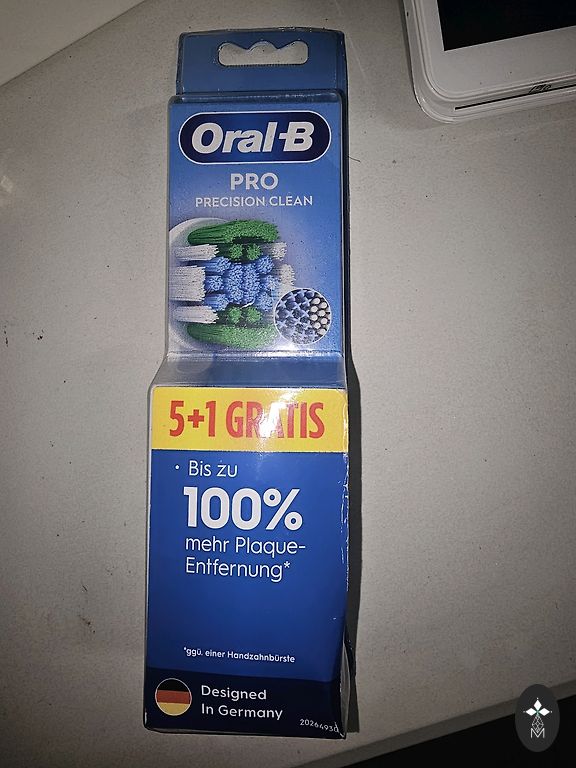 Oral-B
PRO
PRECISION CLEAN
5+1 GRATIS
• Bis zu
100%
mehr Plaque-
Entfernung*
*ggü. einer Handzahnbürste
Designed
In Germany